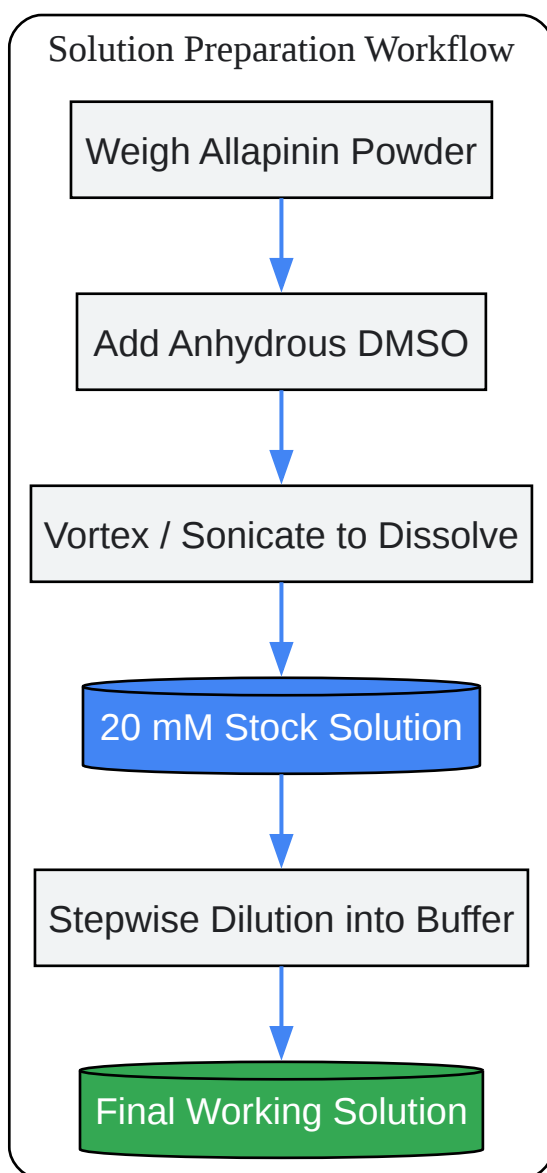 Solution Preparation Workflow
Weigh Allapinin Powder
Add Anhydrous DMSO
Vortex / Sonicate to Dissolve
20 mM Stock Solution
Stepwise Dilution into Buffer
Final Working Solution